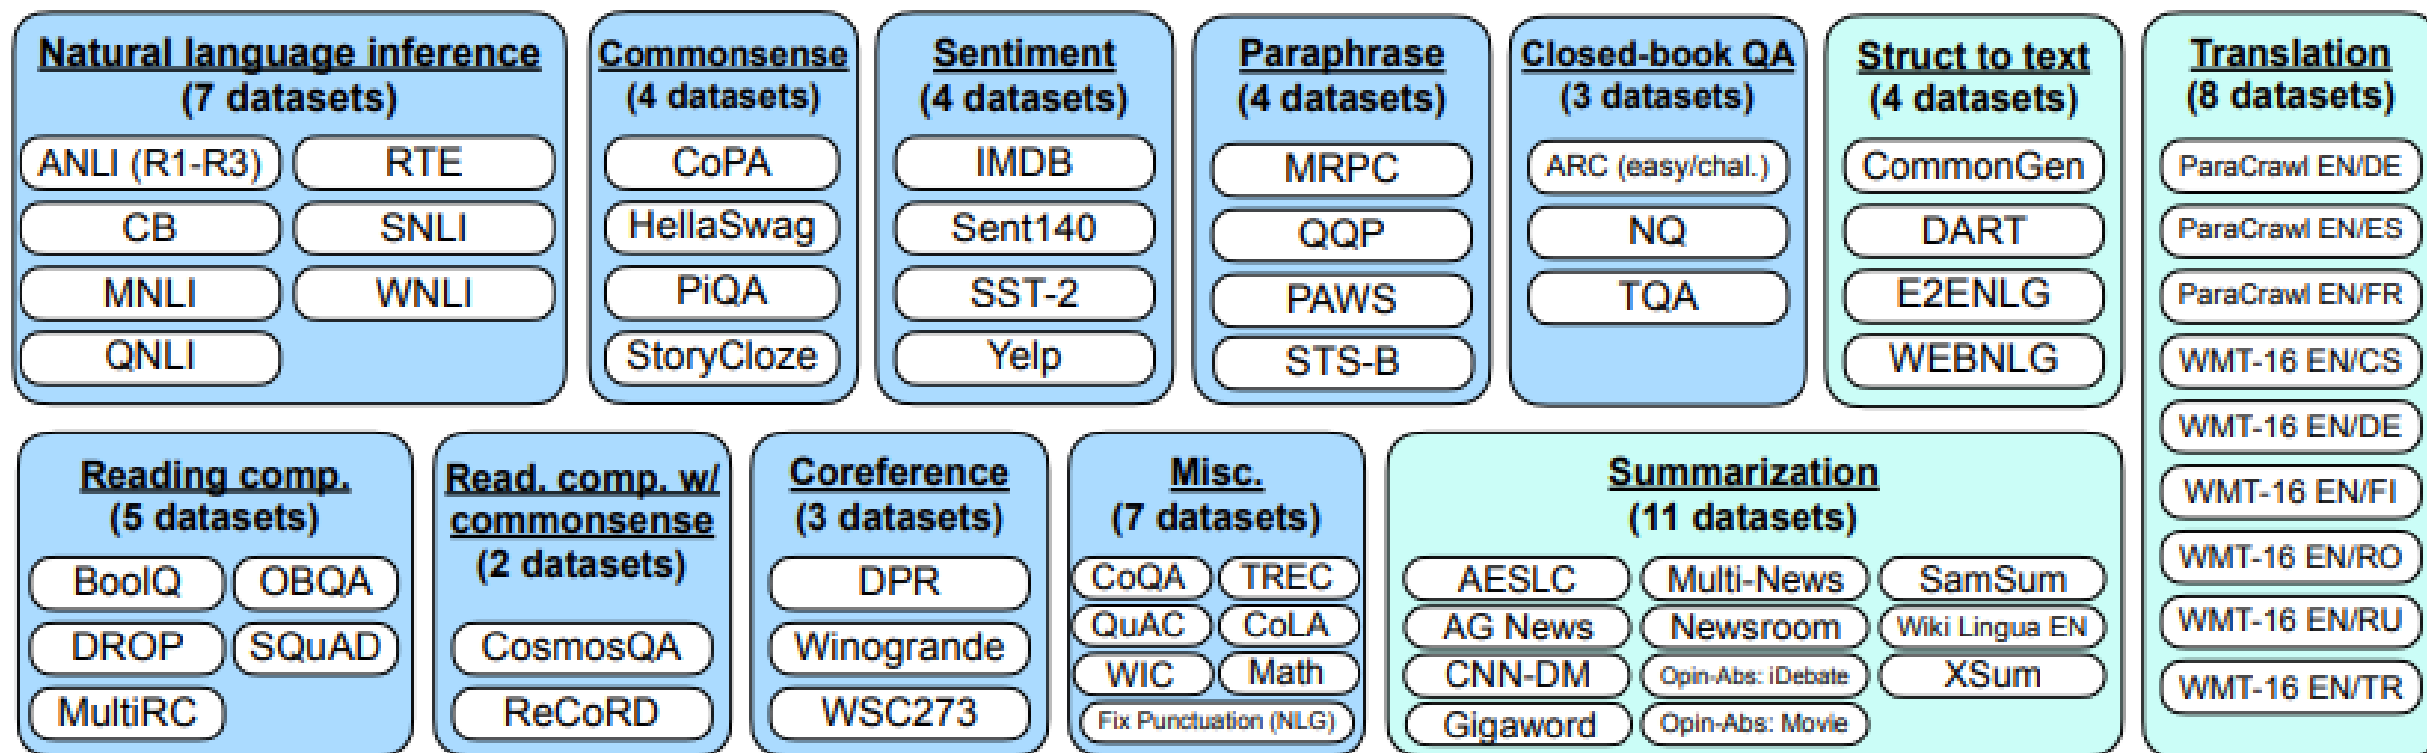 Natural language inference
(7 datasets)
ANLI (R1-R3)
RTE
CB
SNLI
MNLI
WNLI
QNLI
Commonsense
(4 datasets)
CoPA
HellaSwag
PiQA
StoryCloze
Sentiment
(4 datasets)
IMDB
Sent140
SST-2
Yelp
Paraphrase
(4 datasets)
MRPC
QQP
PAWS
STS-B
Closed-book QA
(3 datasets)
ARC (easy/chal.)
NQ
TQA
Struct to text
(4 datasets)
CommonGen
DART
E2ENLG
WEBNLG
Translation
(8 datasets)
ParaCrawl EN/DE
ParaCrawl EN/ES
ParaCrawl EN/FR
WMT-16 EN/CS
WMT-16 EN/DE
WMT-16 EN/FI
WMT-16 EN/RO
WMT-16 EN/RU
WMT-16 EN/TR
Reading comp.
(5 datasets)
BoolQ
OBQA
DROP
SQuAD
MultiRC
Read. comp. w/
commonsense
(2 datasets)
CosmosQA
ReCoRD
Coreference
(3 datasets)
DPR
Winogrande
WSC273
Misc.
(7 datasets)
CoQA
TREC
QuAC
CoLA
WIC
Math
Fix Punctuation (NLG)
Summarization
(11 datasets)
AESLC
Multi-News
SamSum
AG News
Newsroom
Wiki Lingua EN
CNN-DM
Opin-Abs: iDebate
XSum
Gigaword
Opin-Abs: Movie